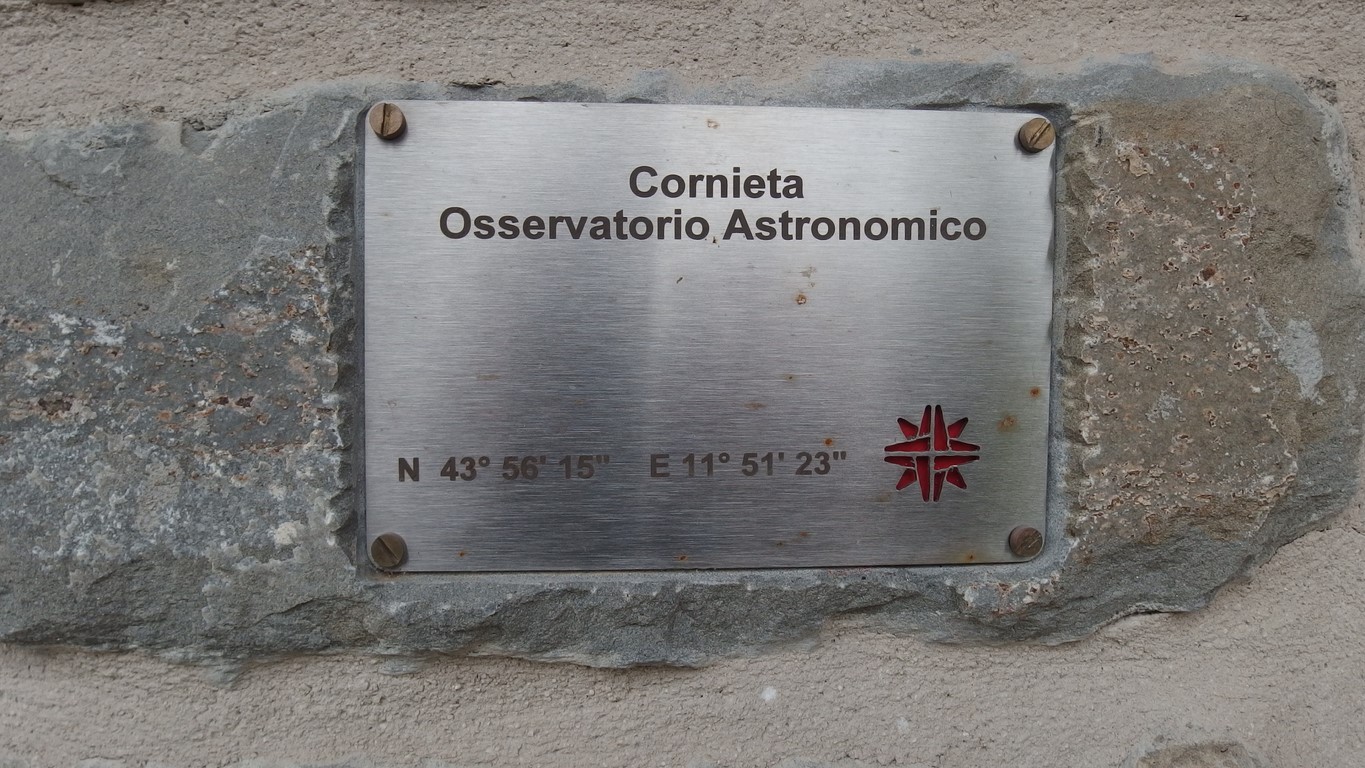 Cornieta
Osservatorio Astronomico
N 43° 56' 15" E 11° 51' 23"